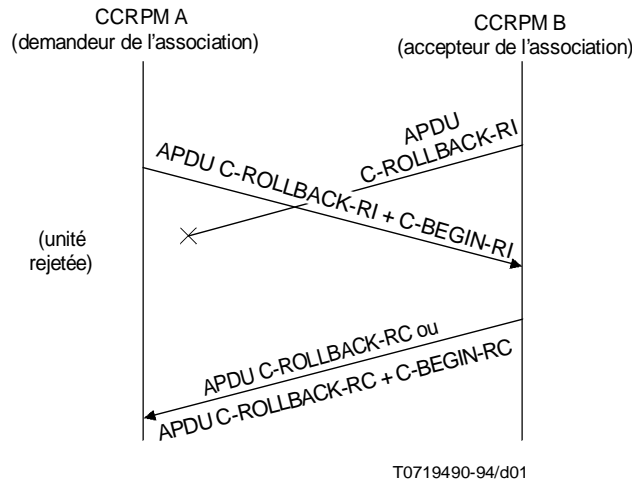 CCRPM A
(demandeur de l'association)
CCRPM B
(accepteur de l'association)
APDU
C-ROLLBACK-RI
APDU C-ROLLBACK-RI + C-BEGIN-RI
(unité
rejetée)
APDU C-ROLLBACK-RC ou
APDU C-ROLLBACK-RC + C-BEGIN-RC
T0719490-94/d01